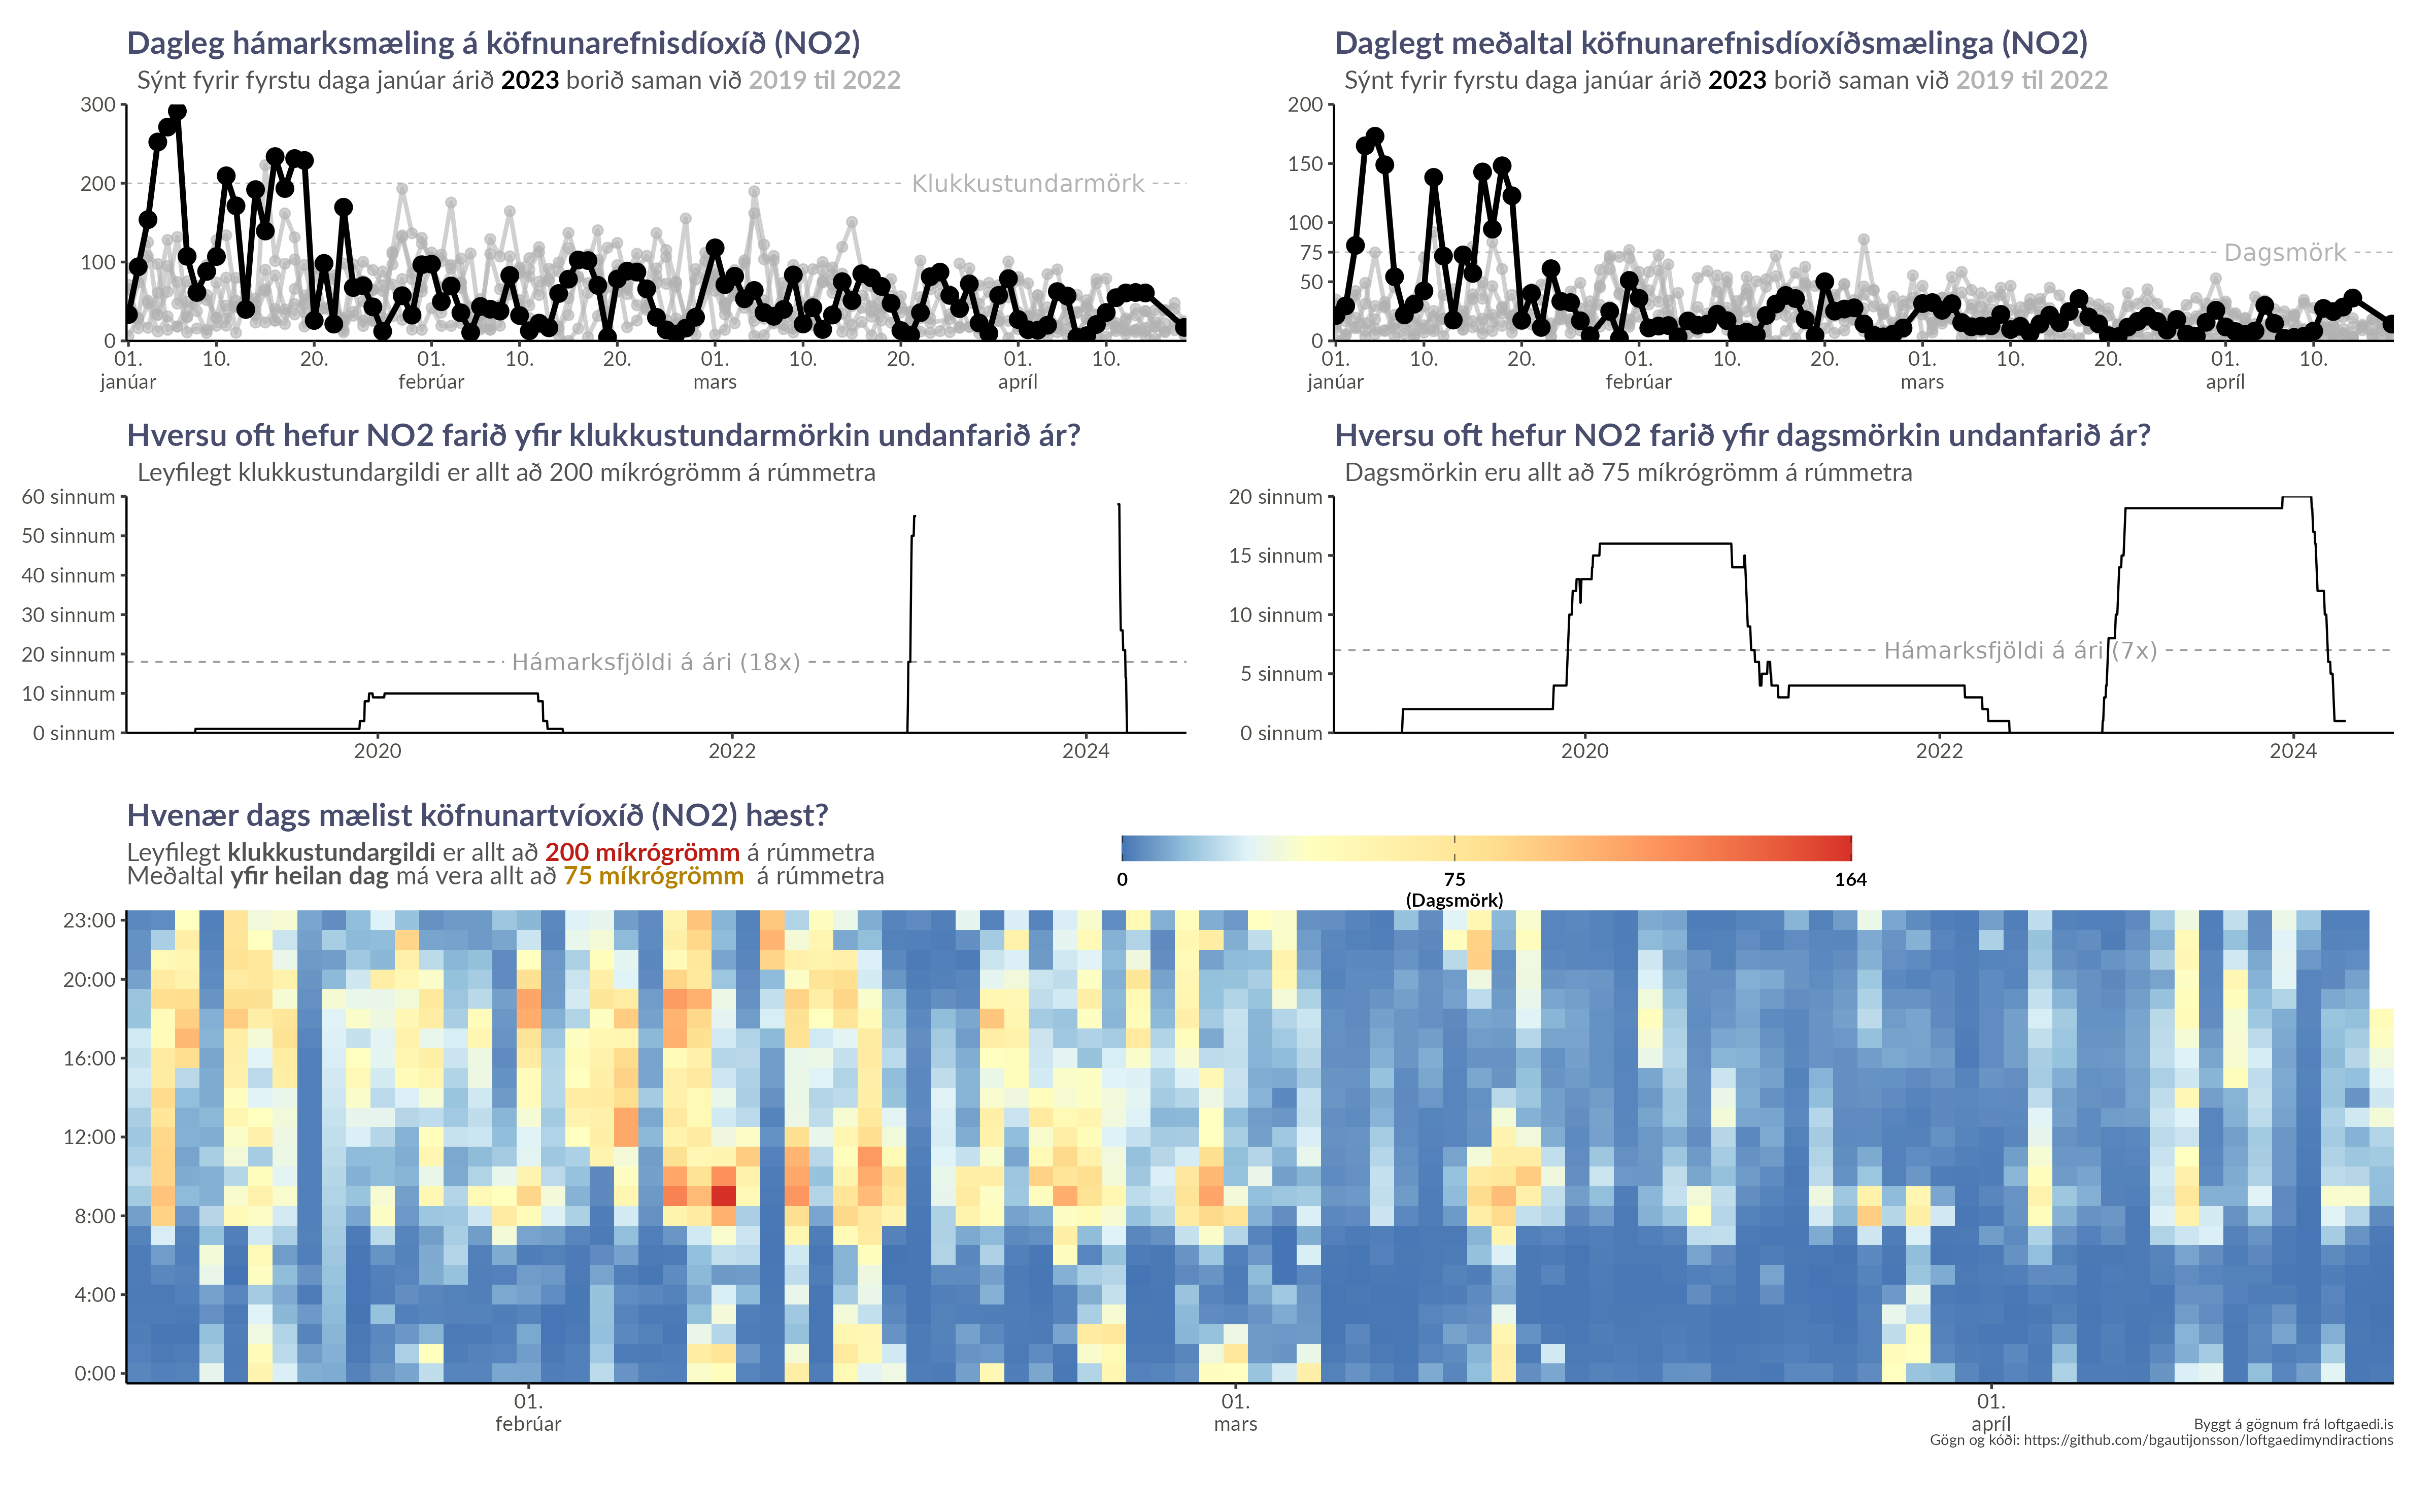 Dagleg hámarksmæling á köfnunarefnisdíoxíð (NO2)
Sýnt fyrir fyrstu daga janúar árið 2023 borið saman við 2019 til 2022
300
200
100
0
Klukkustundarmörk
01. 10. 20. 01. 10. 20. 01. 10. 20. 01. 10.
janúar febrúar mars apríl
Daglegt meðaltal köfnunarefnisdíoxíðsmælinga (NO2)
Sýnt fyrir fyrstu daga janúar árið 2023 borið saman við 2019 til 2022
200
150
100
75
50
0
Dagsmörk
01. 10. 20. 01. 10. 20. 01. 10. 20. 01. 10.
janúar febrúar mars apríl
Hversu oft hefur NO2 farið yfir klukkustundarmörkin undanfarið ár?
Leyfilegt klukkustundargildi er allt að 200 míkrógrömm á rúmmetra
60 sinnum
50 sinnum
40 sinnum
30 sinnum
20 sinnum
10 sinnum
0 sinnum
Hámarksfjöldi á ári (18x)
2020 2022 2024
Hversu oft hefur NO2 farið yfir dagsmörkin undanfarið ár?
Dagsmörkin eru allt að 75 míkrógrömm á rúmmetra
20 sinnum
15 sinnum
10 sinnum
5 sinnum
0 sinnum
Hámarksfjöldi á ári (7x)
2020 2022 2024
Hvenær dags mælist köfnunartvíoxíð (NO2) hæst?
Leyfilegt klukkustundargildi er allt að 200 míkrógrömm á rúmmetra
Meðaltal yfir heilan dag má vera allt að 75 míkrógrömm á rúmmetra
0 75 164
(Dagsmörk)
23:00
20:00
16:00
12:00
8:00
4:00
0:00
01. 01. 01.
febrúar mars apríl
Byggt á gögnum frá loftgaedi.is
Gögn og kóði: https://github.com/bgautijonsson/loftgaedimyndiractions